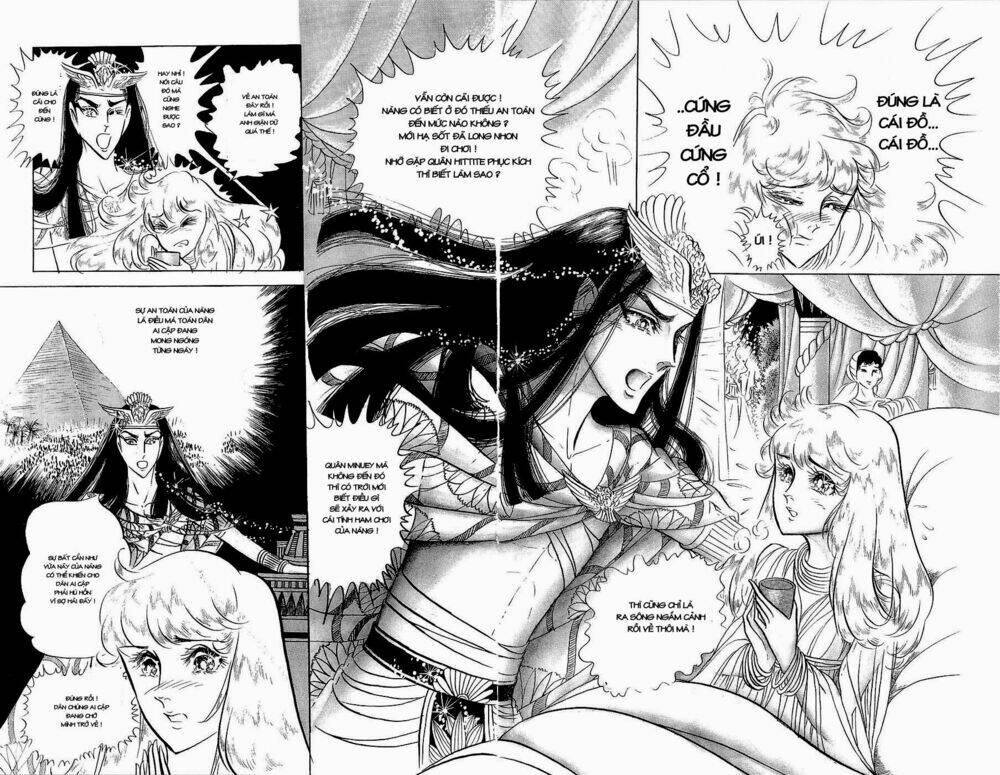 VỀ AN TOÀN
ĐÂY RỒI !
LÀM GÌ MÀ
ANH GIẬN DỮ
QUÁ THỂ !
HAY NHỈ !
NÓI CÂU
ĐÓ MÀ
CŨNG
NGHE
ĐƯỢC
SAO ?
ĐÚNG LÀ
CÁI CHO
ĐẾN
CÙNG !
SỰ AN TOÀN CỦA NÀNG
LÀ ĐIỀU MÀ TOÀN DÂN
AI CẬP ĐANG
MONG NGÓNG
TỪNG NGÀY !
SỰ BẤT CẨN NHƯ
VỪA NÃY CỦA NÀNG
CÓ THỂ KHIẾN CHO
DÂN AI CẬP
PHẢI HÚ HỒN
VÌ SỢ HÃI ĐẤY !
ĐÚNG RỒI !
DÂN CHÚNG AI CẬP
ĐANG CHỜ
MÌNH TRỞ VỀ !
VẪN CÒN CÃI ĐƯỢC !
NÀNG CÓ BIẾT Ở ĐÓ THIẾU AN TOÀN
ĐẾN MỨC NÀO KHÔNG ?
MỚI HẠ SỐT ĐÃ LONG NHON
ĐI CHƠI !
NHỠ GẶP QUÂN HITTITE PHỤC KÍCH
THÌ BIẾT LÀM SAO ?
QUÂN MINUEY MÀ
KHÔNG ĐẾN ĐÓ
THÌ CÓ TRỜI MỚI
BIẾT ĐIỀU GÌ
SẼ XẢY RA VỚI
CÁI TÍNH HAM CHƠI
CỦA NÀNG !
ĐÚNG LÀ
CÁI ĐỒ...
CÁI ĐỒ...
..CỨNG
ĐẦU
CỨNG
CỔ !
ÚI !
THÌ CŨNG CHỈ LÀ
RA SÔNG NGẮM CẢNH
RỒI VỀ THÔI MÀ !